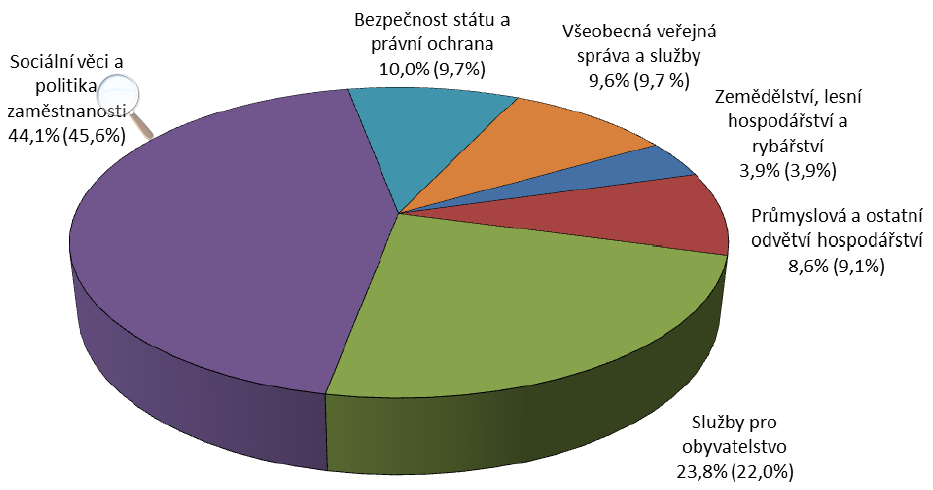 Bezpečnost státu a
právní ochrana
10,0% (9,7%)
Všeobecná veřejná
správa a služby
9,6% (9,7 %)
Sociální věci a
politika
zaměstnanosti
44,1% (45,6%)
Zemědělství, lesní
hospodářství a
rybářství
3,9% (3,9%)
Průmyslová a ostatní
odvětví hospodářství
8,6% (9,1%)
Služby pro
obyvatelstvo
23,8% (22,0%)